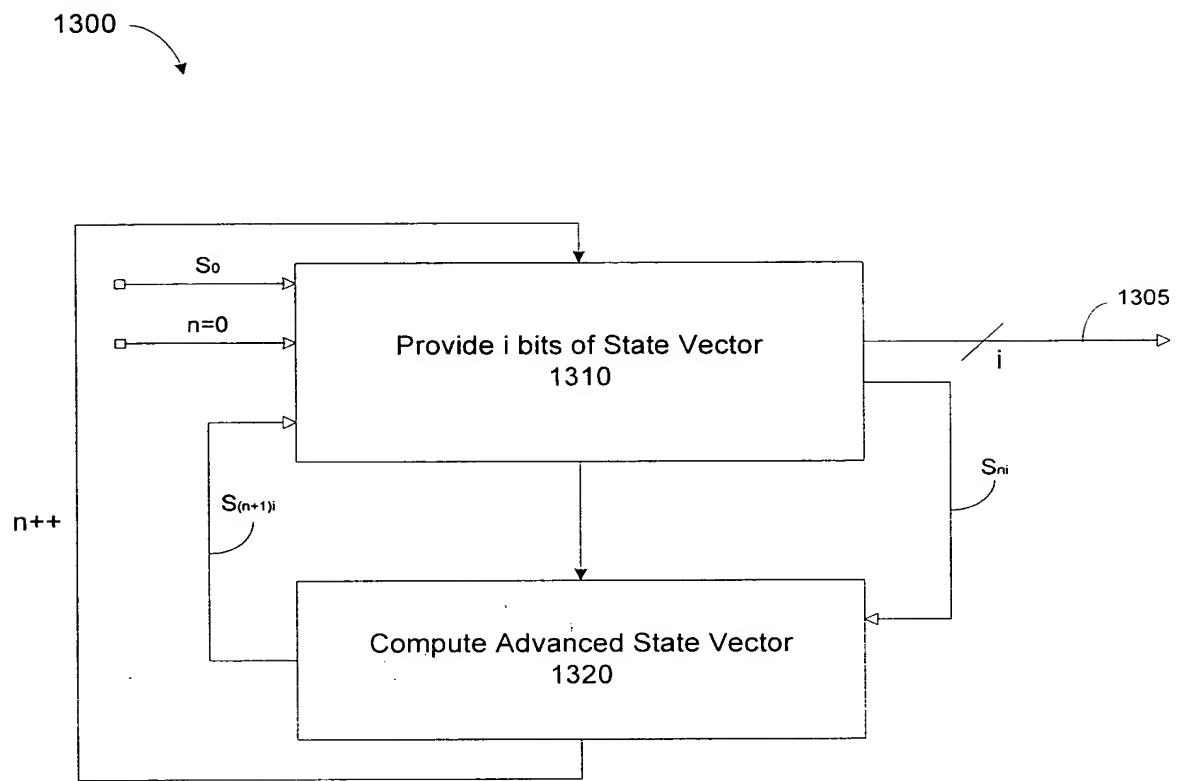 1300
S₀
n=0
Provide i bits of State Vector
1310
1305
i
Sₙᵢ
S₍ₙ₊₁₎ᵢ
n++
Compute Advanced State Vector
1320